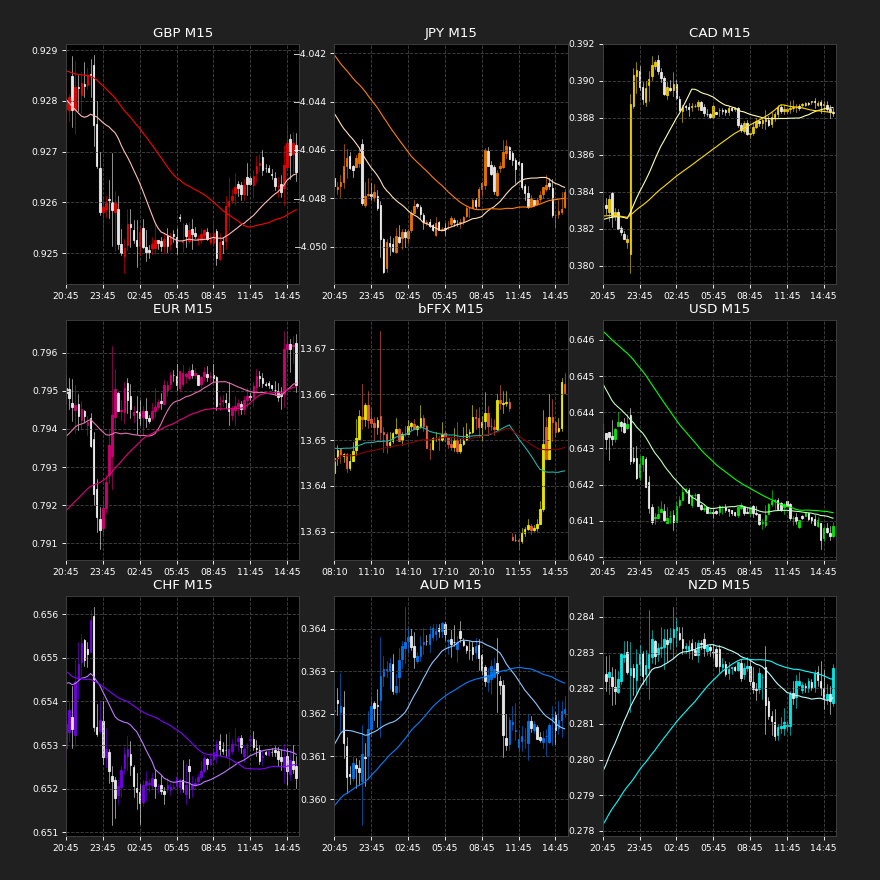 GBP M15
0.929
0.928
0.927
0.926
0.925
20:45 23:45 02:45 05:45 08:45 11:45 14:45
JPY M15
−4.042
−4.044
−4.046
−4.048
−4.050
20:45 23:45 02:45 05:45 08:45 11:45 14:45
CAD M15
0.392
0.390
0.388
0.386
0.384
0.382
0.380
20:45 23:45 02:45 05:45 08:45 11:45 14:45
EUR M15
0.796
0.795
0.794
0.793
0.792
0.791
20:45 23:45 02:45 05:45 08:45 11:45 14:45
bFFX M15
13.67
13.66
13.65
13.64
13.63
08:10 11:10 14:10 17:10 20:10 11:55 14:55
USD M15
0.646
0.645
0.644
0.643
0.642
0.641
0.640
20:45 23:45 02:45 05:45 08:45 11:45 14:45
CHF M15
0.656
0.655
0.654
0.653
0.652
0.651
20:45 23:45 02:45 05:45 08:45 11:45 14:45
AUD M15
0.364
0.363
0.362
0.361
0.360
20:45 23:45 02:45 05:45 08:45 11:45 14:45
NZD M15
0.284
0.283
0.282
0.281
0.280
0.279
0.278
20:45 23:45 02:45 05:45 08:45 11:45 14:45